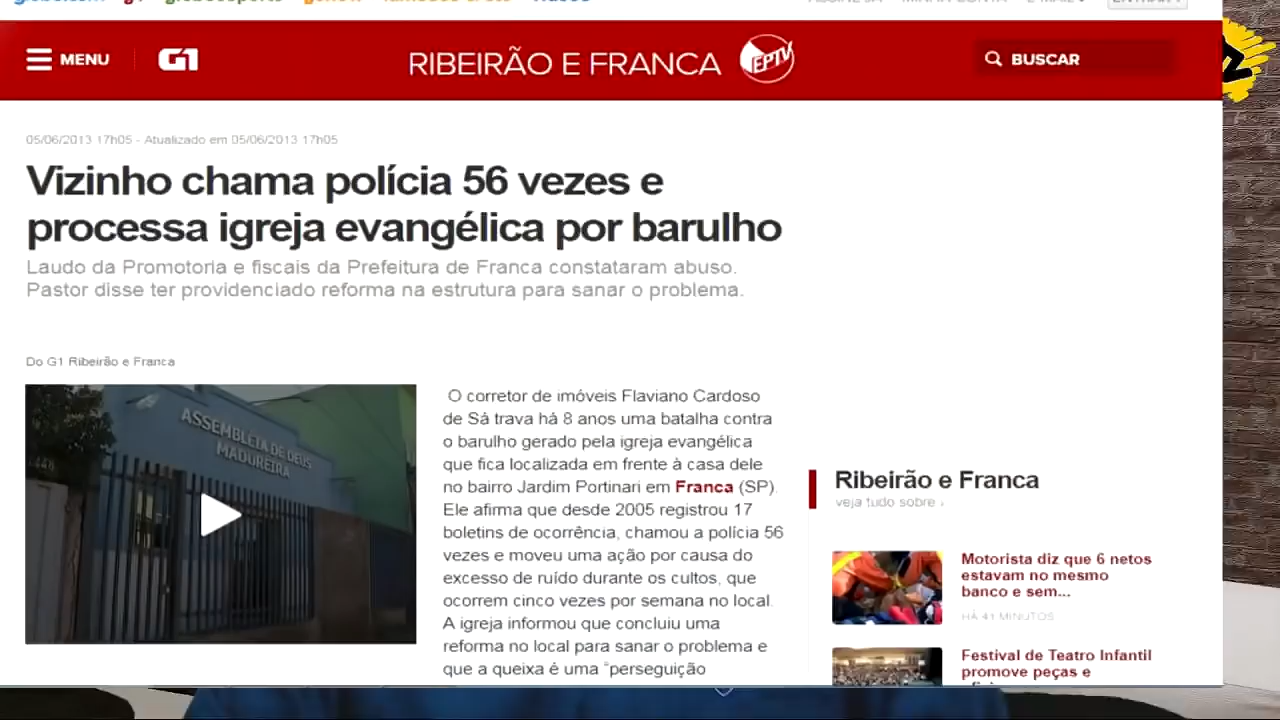 MENU
G1
RIBEIRÃO E FRANCA
EPTV
BUSCAR
05/06/2013 17h05 - Atualizado em 05/06/2013 17h05
Vizinho chama polícia 56 vezes e
processa igreja evangélica por barulho
Laudo da Promotoria e fiscais da Prefeitura de Franca constataram abuso.
Pastor disse ter providenciado reforma na estrutura para sanar o problema.
Do G1 Ribeirão e Franca
ASSEMBLEIA DE DEUS
MADUREIRA
O corretor de imóveis Flaviano Cardoso
de Sá trava há 8 anos uma batalha contra
o barulho gerado pela igreja evangélica
que fica localizada em frente à casa dele
no bairro Jardim Portinari em Franca (SP).
Ele afirma que desde 2005 registrou 17
boletins de ocorrência, chamou a polícia 56
vezes e moveu uma ação por causa do
excesso de ruído durante os cultos, que
ocorrem cinco vezes por semana no local.
A igreja informou que concluiu uma
reforma no local para sanar o problema e
que a queixa é uma "perseguição
Ribeirão e Franca
veja tudo sobre ›
Motorista diz que 6 netos
estavam no mesmo
banco e sem...
HÁ 41 MINUTOS
Festival de Teatro Infantil
promove peças e